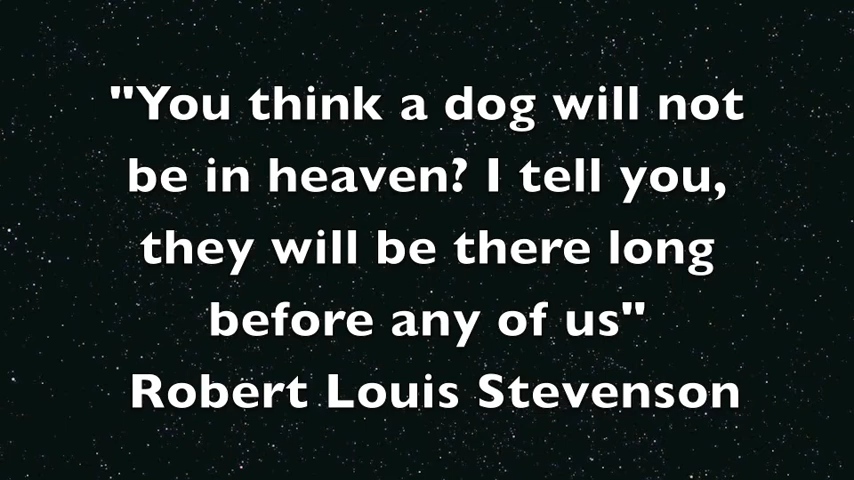 "You think a dog will not
be in heaven? I tell you,
they will be there long
before any of us"
Robert Louis Stevenson